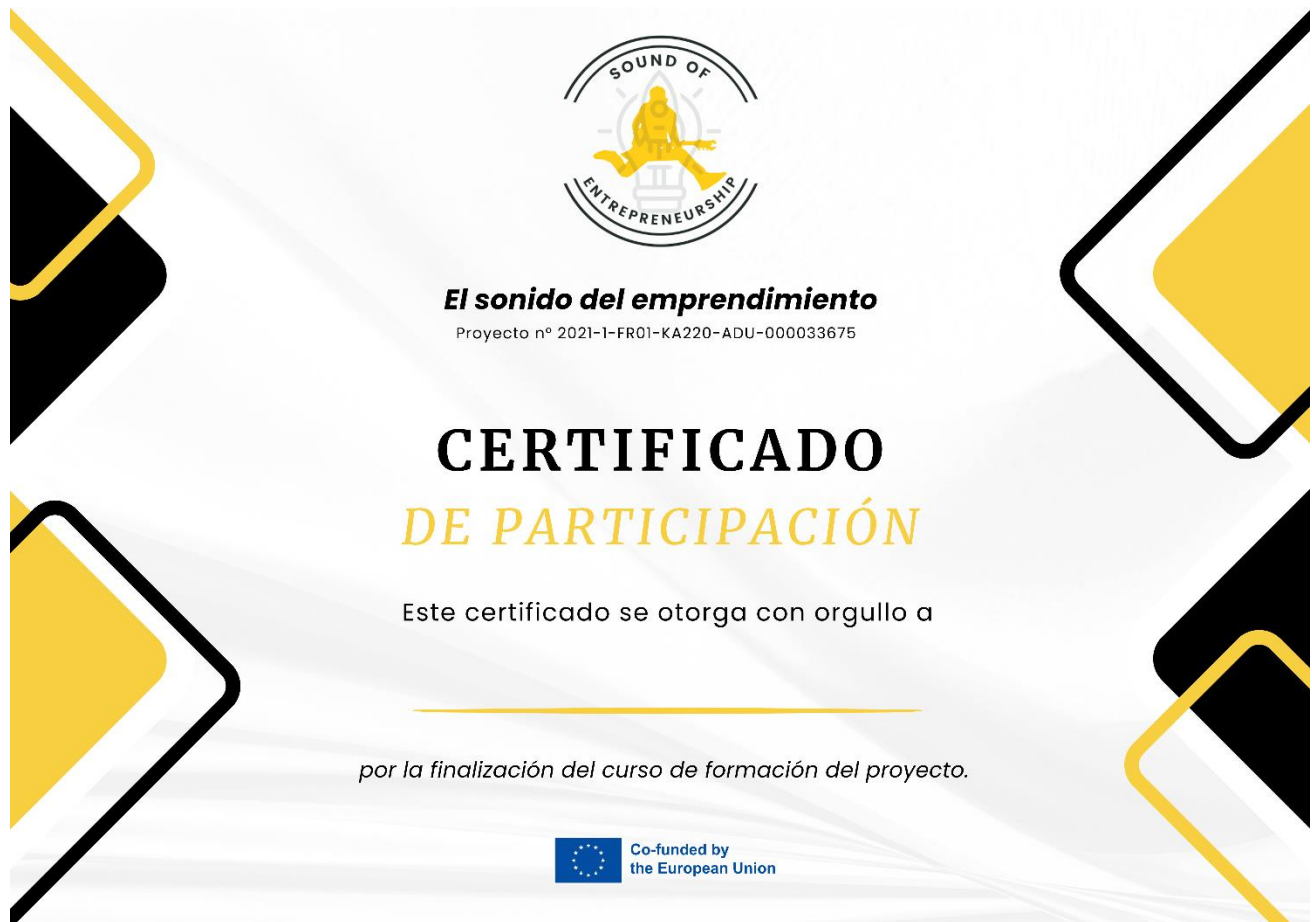 SOUND OF
ENTREPRENEURSHIP
El sonido del emprendimiento
Proyecto nº 2021-1-FR01-KA220-ADU-000033675
CERTIFICADO
DE PARTICIPACIÓN
Este certificado se otorga con orgullo a
por la finalización del curso de formación del proyecto.
Co-funded by
the European Union